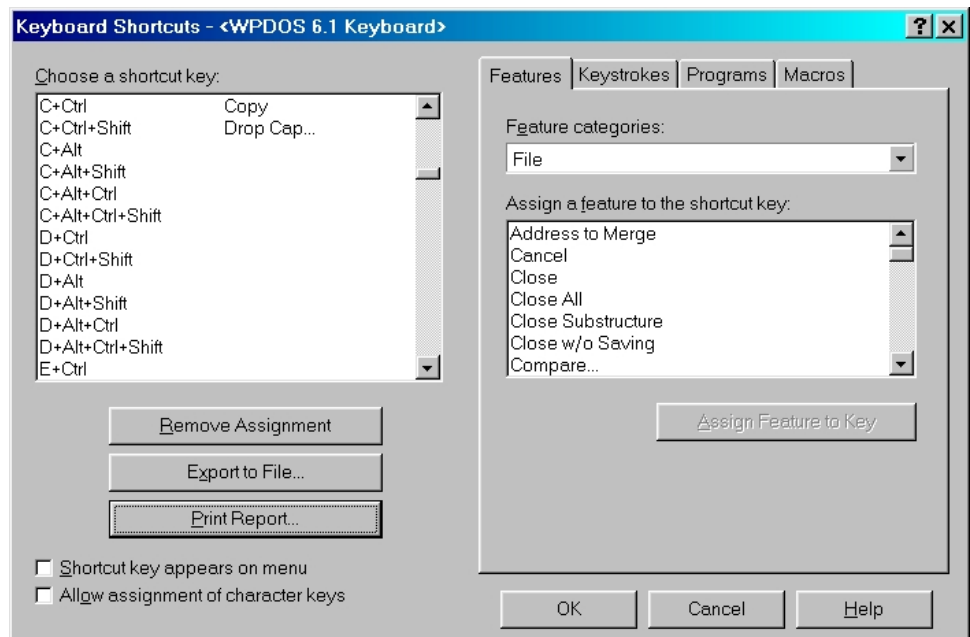 Keyboard Shortcuts - <WPDOS 6.1 Keyboard>
Choose a shortcut key:
C+Ctrl Copy
C+Ctrl+Shift Drop Cap...
C+Alt
C+Alt+Shift
C+Alt+Ctrl
C+Alt+Ctrl+Shift
D+Ctrl
D+Ctrl+Shift
D+Alt
D+Alt+Shift
D+Alt+Ctrl
D+Alt+Ctrl+Shift
E+Ctrl
Remove Assignment
Export to File...
Print Report...
Shortcut key appears on menu
Allow assignment of character keys
Features Keystrokes Programs Macros
Feature categories:
File
Assign a feature to the shortcut key:
Address to Merge
Cancel
Close
Close All
Close Substructure
Close w/o Saving
Compare...
Assign Feature to Key
OK Cancel Help